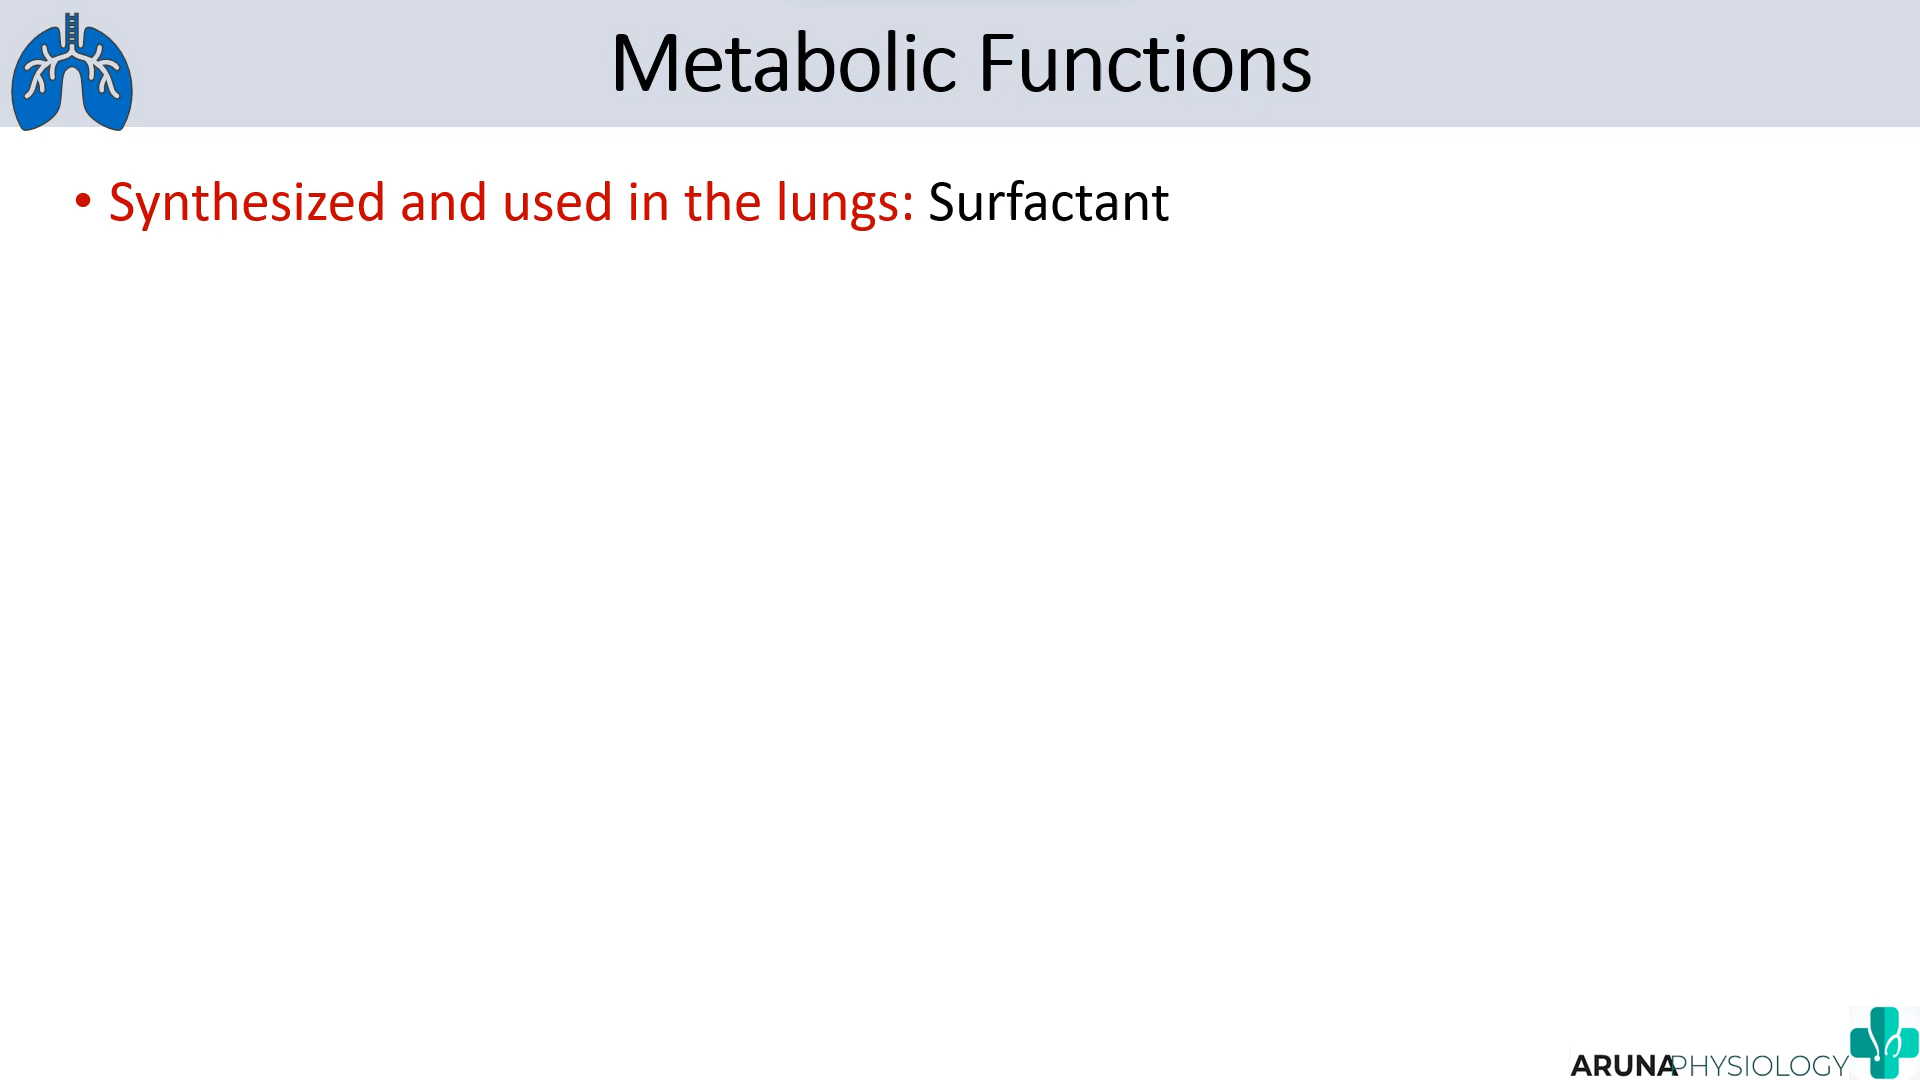 Metabolic Functions
• Synthesized and used in the lungs: Surfactant
ARUNAPHYSIOLOGY